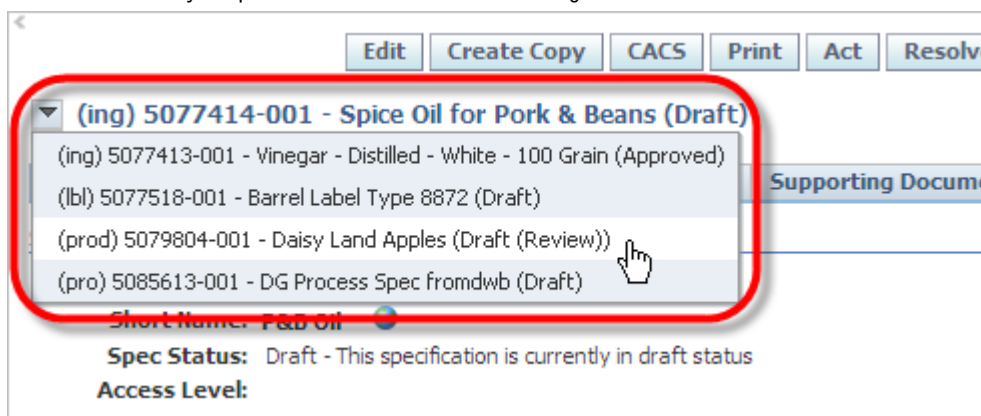 Edit Create Copy CACS Print Act Resolv
(ing) 5077414-001 - Spice Oil for Pork & Beans (Draft)
(ing) 5077413-001 - Vinegar - Distilled - White - 100 Grain (Approved)
(lbl) 5077518-001 - Barrel Label Type 8872 (Draft)
Supporting Docume
(prod) 5079804-001 - Daisy Land Apples (Draft (Review))
(pro) 5085613-001 - DG Process Spec fromdwb (Draft)
Short Name: P&B Oil
Spec Status: Draft - This specification is currently in draft status
Access Level: